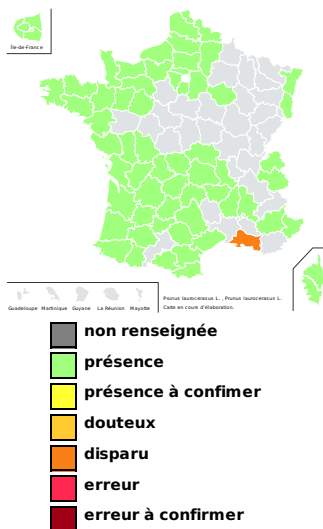 Île-de-France
Prunus laurocerasus L. , Prunus laurocerasus L.
Carte en cours d'élaboration.
Guadeloupe Martinique Guyane La Réunion Mayotte
non renseignée
présence
présence à confimer
douteux
disparu
erreur
erreur à confirmer